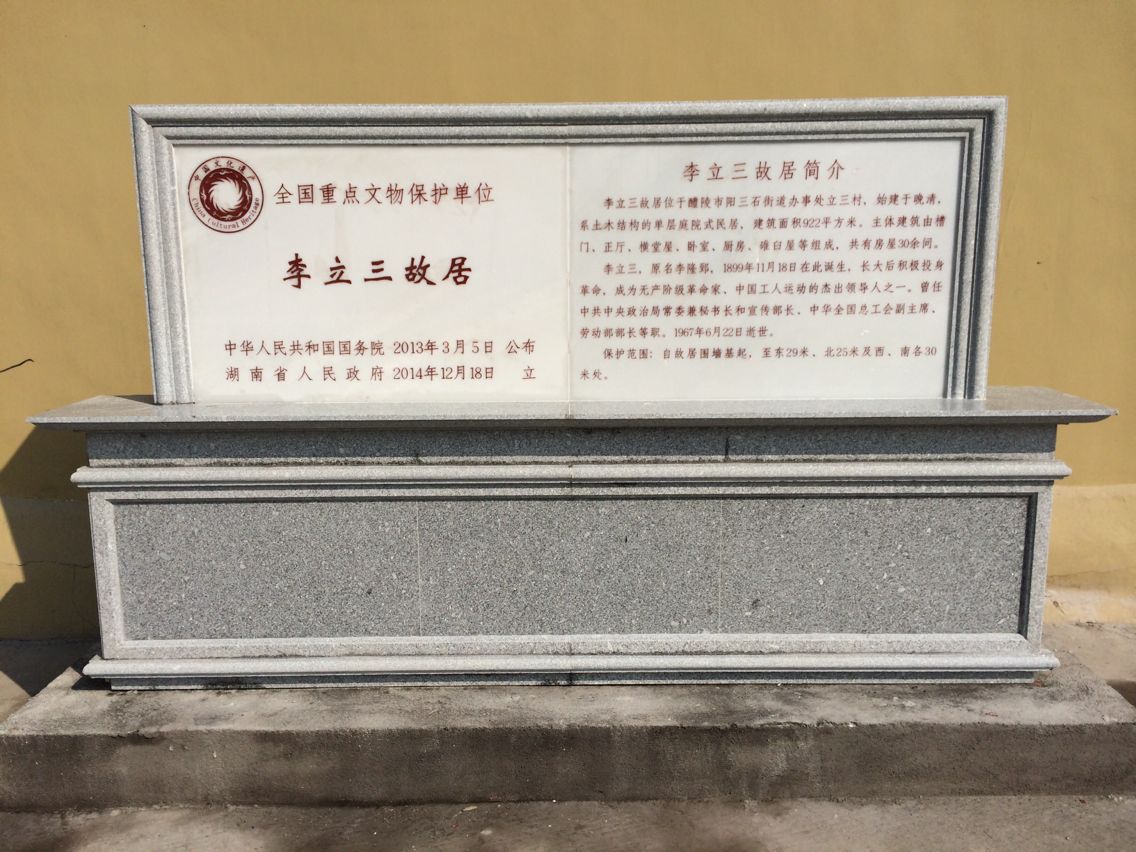 中国文化遗产
China Cultural Heritage
全国重点文物保护单位
李立三故居
中华人民共和国国务院 2013年3月5日 公布
湖南省人民政府 2014年12月18日 立
李立三故居简介
李立三故居位于醴陵市阳三石街道办事处立三村，始建于晚清，
系土木结构的单层庭院式民居，建筑面积922平方米。主体建筑由槽
门、正厅、横堂屋、卧室、厨房、碓臼屋等组成，共有房屋30余间。
李立三，原名李隆郅，1899年11月18日在此诞生，长大后积极投身
革命，成为无产阶级革命家、中国工人运动的杰出领导人之一。曾任
中共中央政治局常委兼秘书长和宣传部长、中华全国总工会副主席、
劳动部部长等职。1967年6月22日逝世。
保护范围：自故居围墙基起，至东29米、北25米及西、南各30
米处。